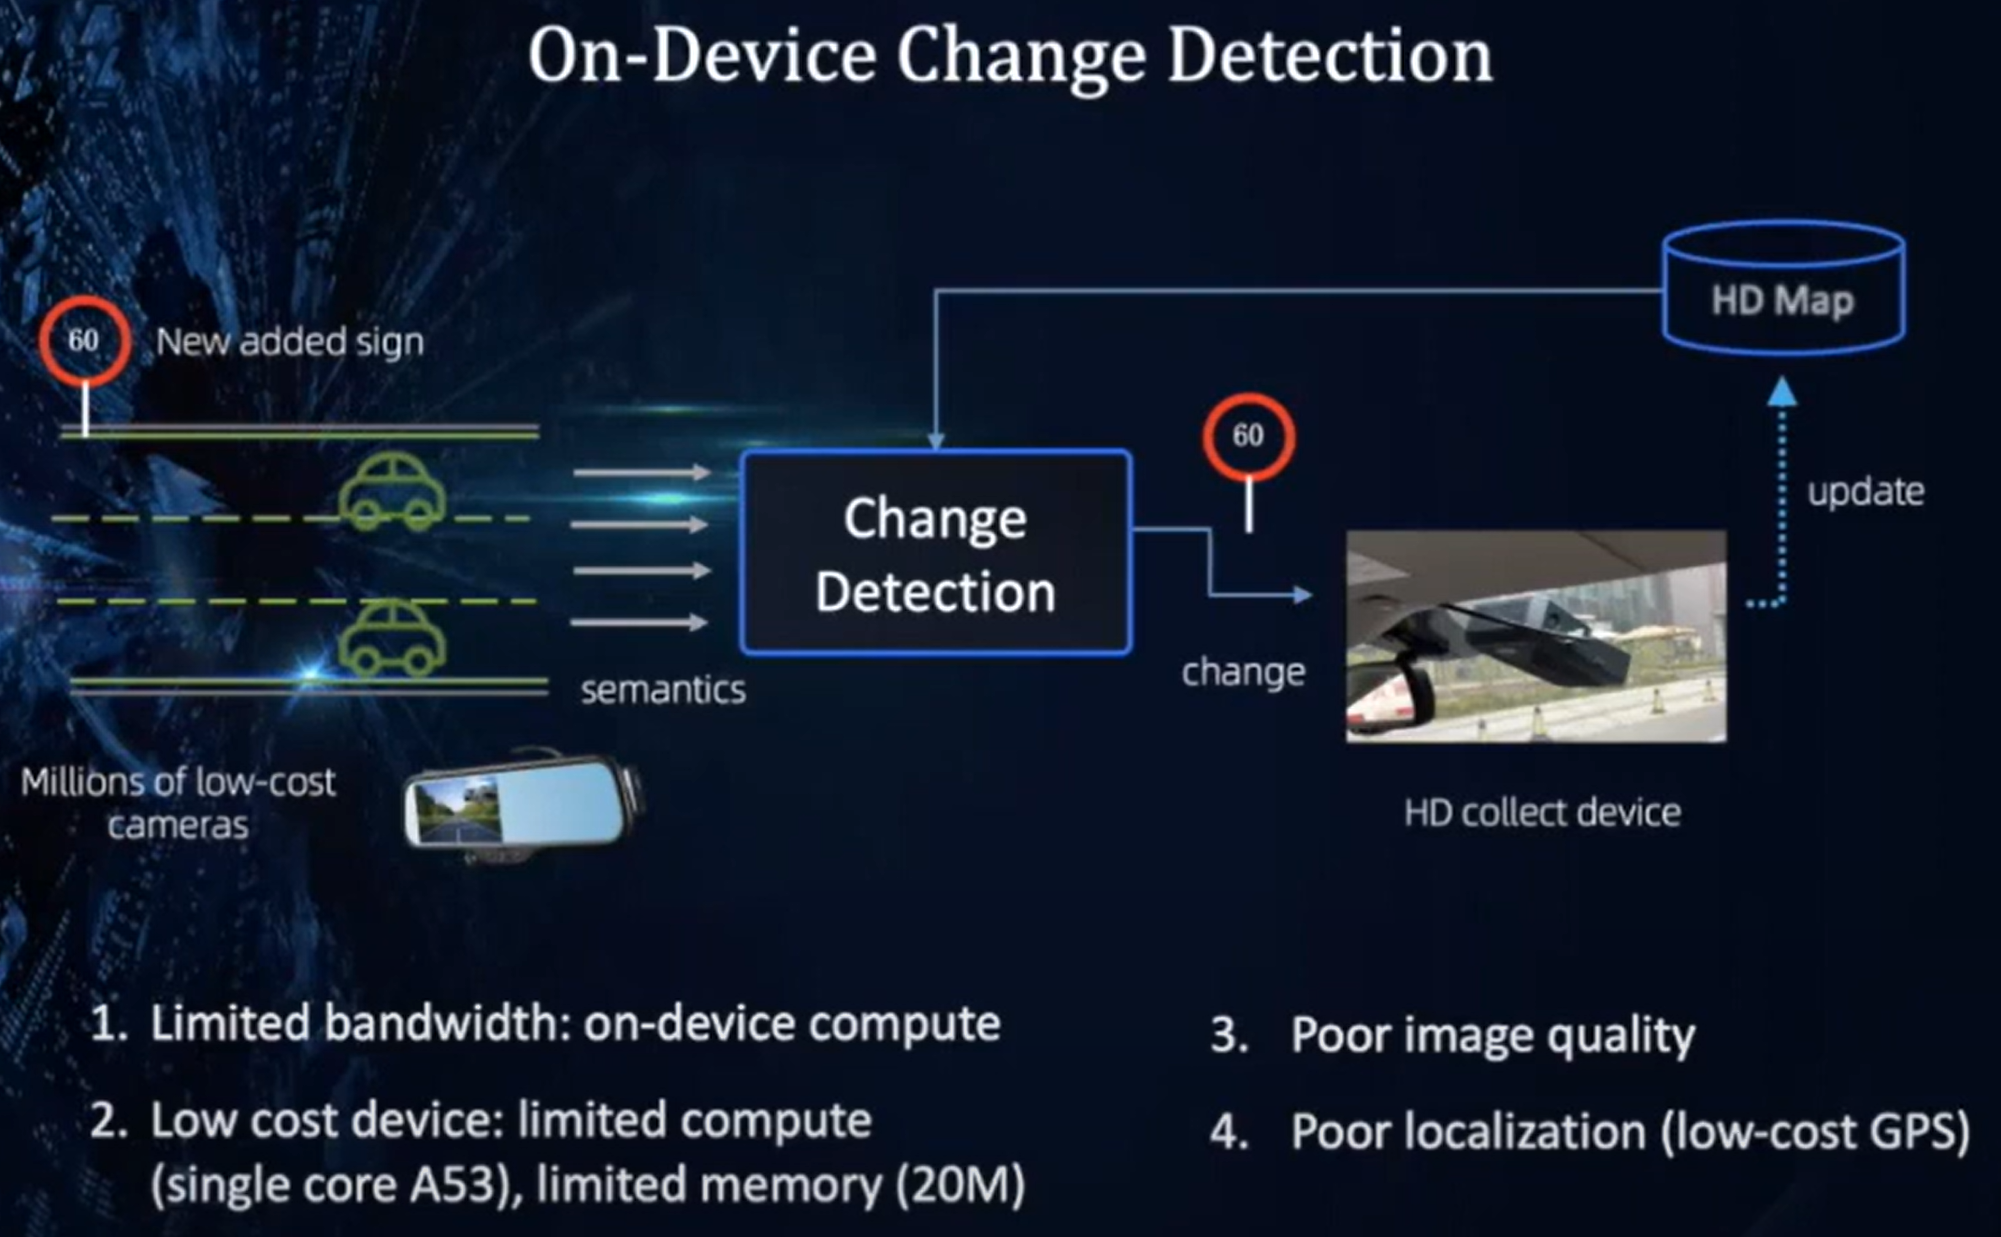 On-Device Change Detection
HD Map
60
New added sign
60
update
Change
Detection
change
semantics
Millions of low-cost
cameras
HD collect device
1. Limited bandwidth: on-device compute
2. Low cost device: limited compute
(single core A53), limited memory (20M)
3. Poor image quality
4. Poor localization (low-cost GPS)